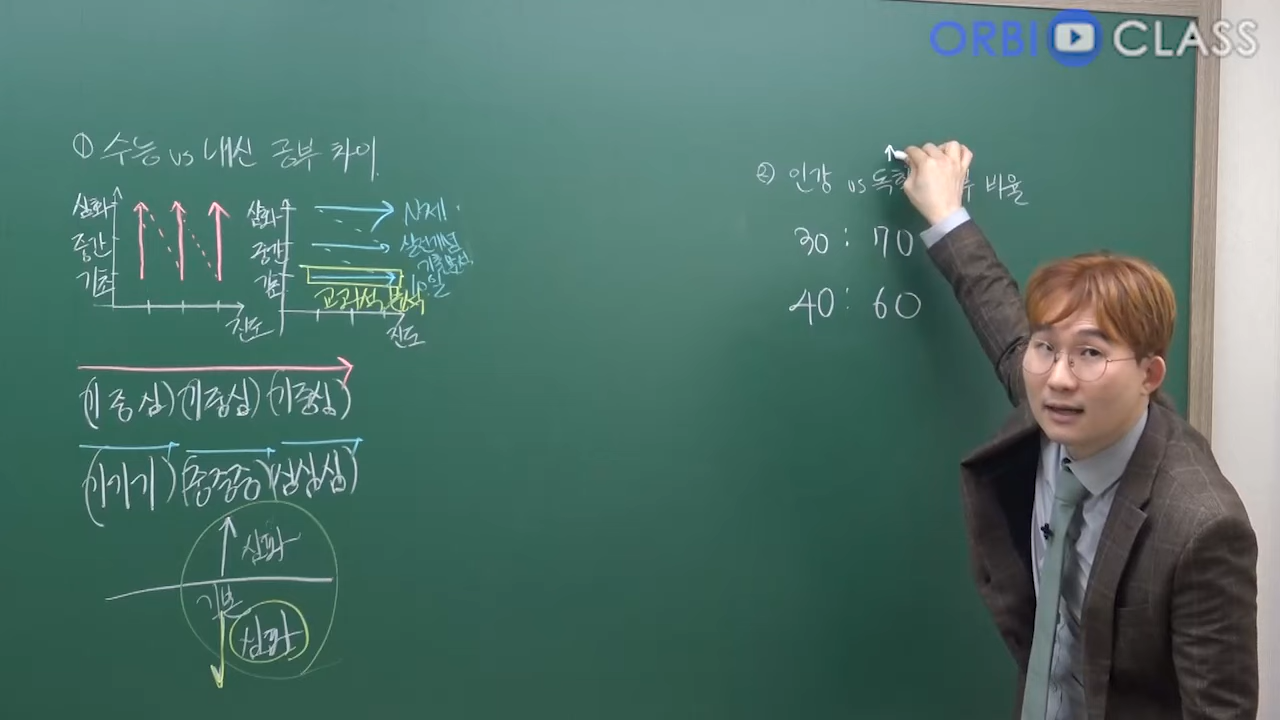 ORBI CLASS
① 수능 vs 내신 공부 차이.
심화
중간
기초
진도
심화
중간
기초
진도
N제
실전개념
기출분석
교과서 분석
(기 중 심) (기중심) (기중심)
(기기기) (중중중) (심심심)
심화
기본
심화
② 인강 vs 비율
30 : 70
40 : 60